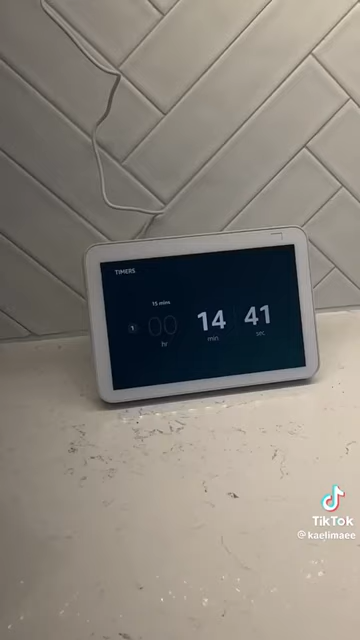 TIMERS
15 mins
1 00 14 41
hr min sec
TikTok
@kaelimaee